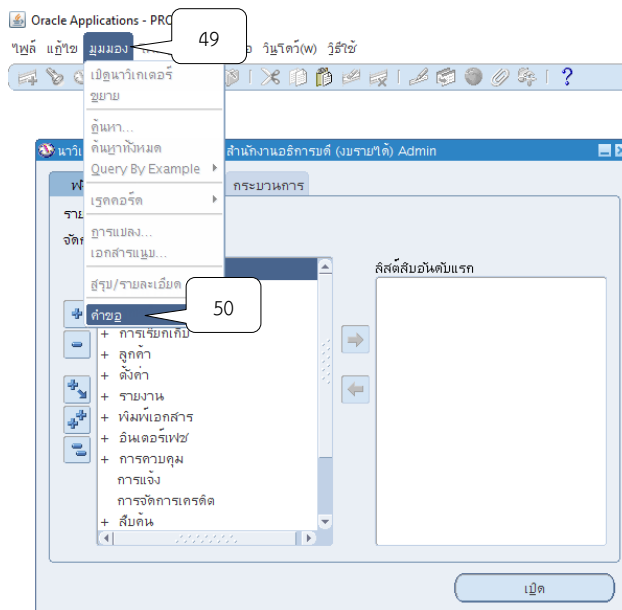 Oracle Applications - PRO
ไฟล์ แก้ไข มุมมอง วินโดว์(w) วิธีใช้
49
เปิดนาวิเกเตอร์
ขยาย
ค้นหา...
ค้นหาทั้งหมด
Query By Example
เรคคอร์ด
การแปลง...
เอกสารแนบ...
สรุป/รายละเอียด
คำขอ
50
สำนักงานอธิการบดี (งบรายได้) Admin
กระบวนการ
ลิสต์สิบอันดับแรก
+ การเรียกเก็บ
+ ลูกค้า
+ ตั้งค่า
+ รายงาน
+ พิมพ์เอกสาร
+ อินเตอร์เฟซ
+ การควบคุม
การแจ้ง
การจัดการเครดิต
+ สืบค้น
เปิด